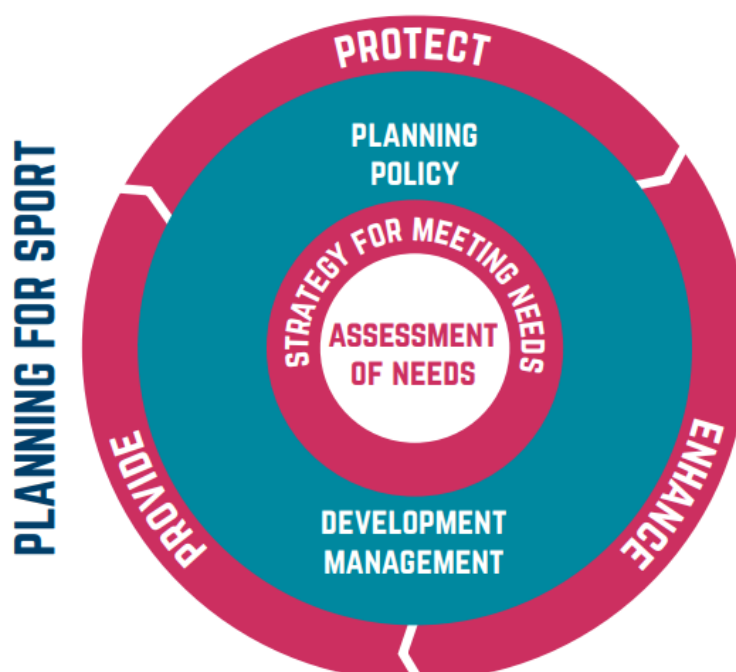 PLANNING FOR SPORT
PROTECT
PLANNING
POLICY
STRATEGY FOR MEETING NEEDS
ASSESSMENT
OF NEEDS
DEVELOPMENT
MANAGEMENT
PROVIDE
ENHANCE